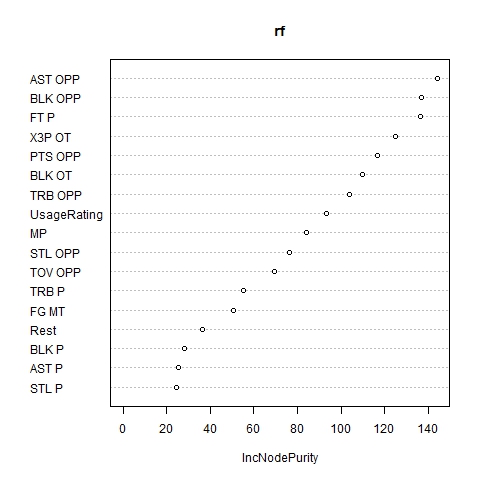 rf
AST OPP
BLK OPP
FT P
X3P OT
PTS OPP
BLK OT
TRB OPP
UsageRating
MP
STL OPP
TOV OPP
TRB P
FG MT
Rest
BLK P
AST P
STL P
0 20 40 60 80 100 120 140
IncNodePurity